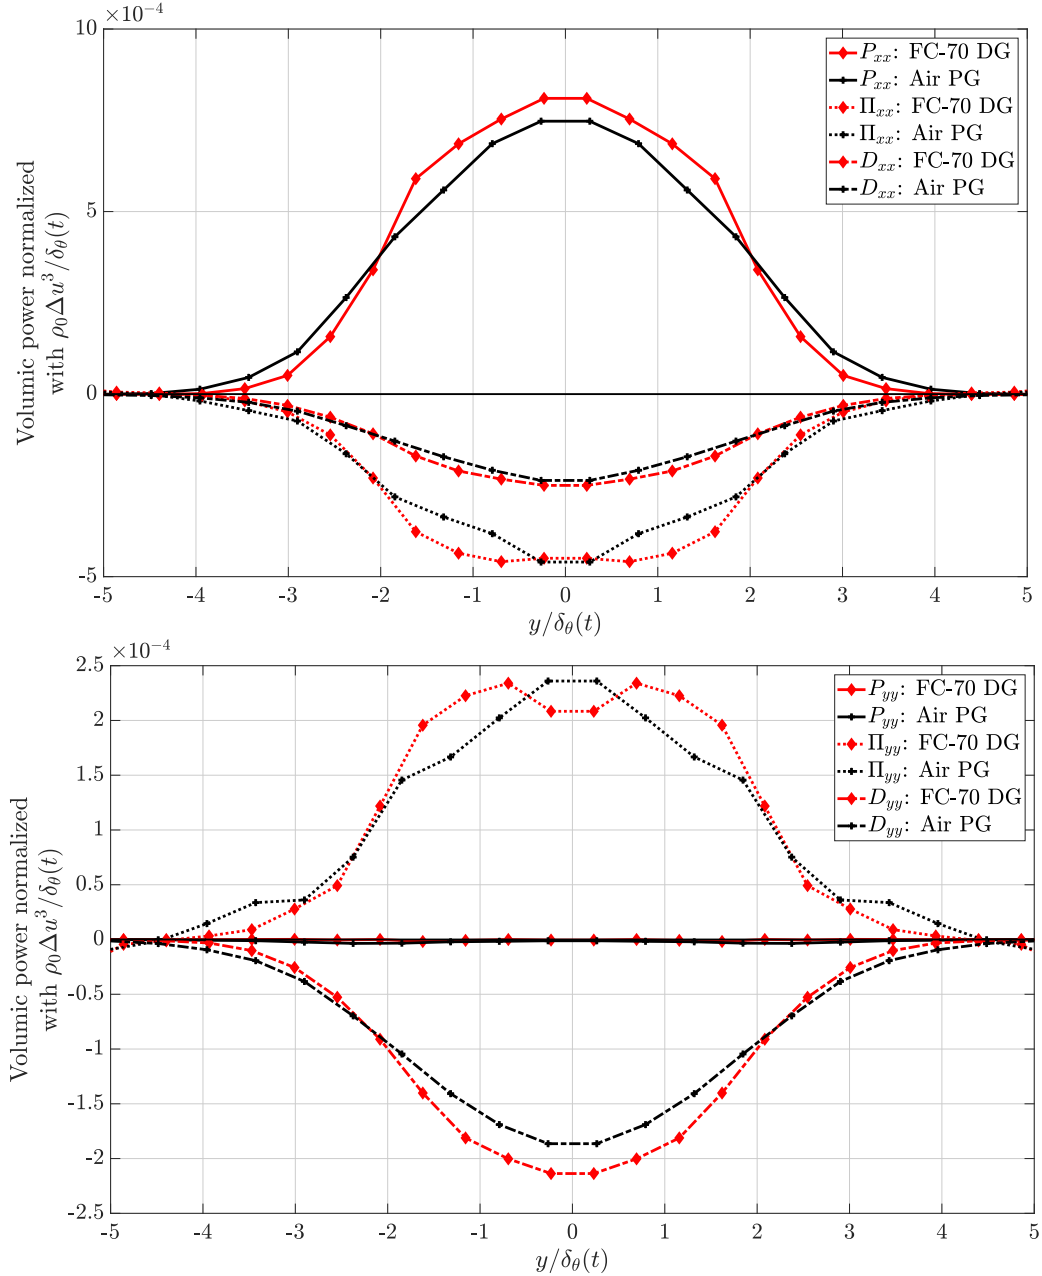 ×10⁻⁴
10
5
0
-5
Volumic power normalized
with ρ₀Δu³/δ_θ(t)
P_xx: FC-70 DG
P_xx: Air PG
Π_xx: FC-70 DG
Π_xx: Air PG
D_xx: FC-70 DG
D_xx: Air PG
-5 -4 -3 -2 -1 0 1 2 3 4 5
y/δ_θ(t)
×10⁻⁴
2.5
2
1.5
1
0.5
0
-0.5
-1
-1.5
-2
-2.5
Volumic power normalized
with ρ₀Δu³/δ_θ(t)
P_yy: FC-70 DG
P_yy: Air PG
Π_yy: FC-70 DG
Π_yy: Air PG
D_yy: FC-70 DG
D_yy: Air PG
-5 -4 -3 -2 -1 0 1 2 3 4 5
y/δ_θ(t)